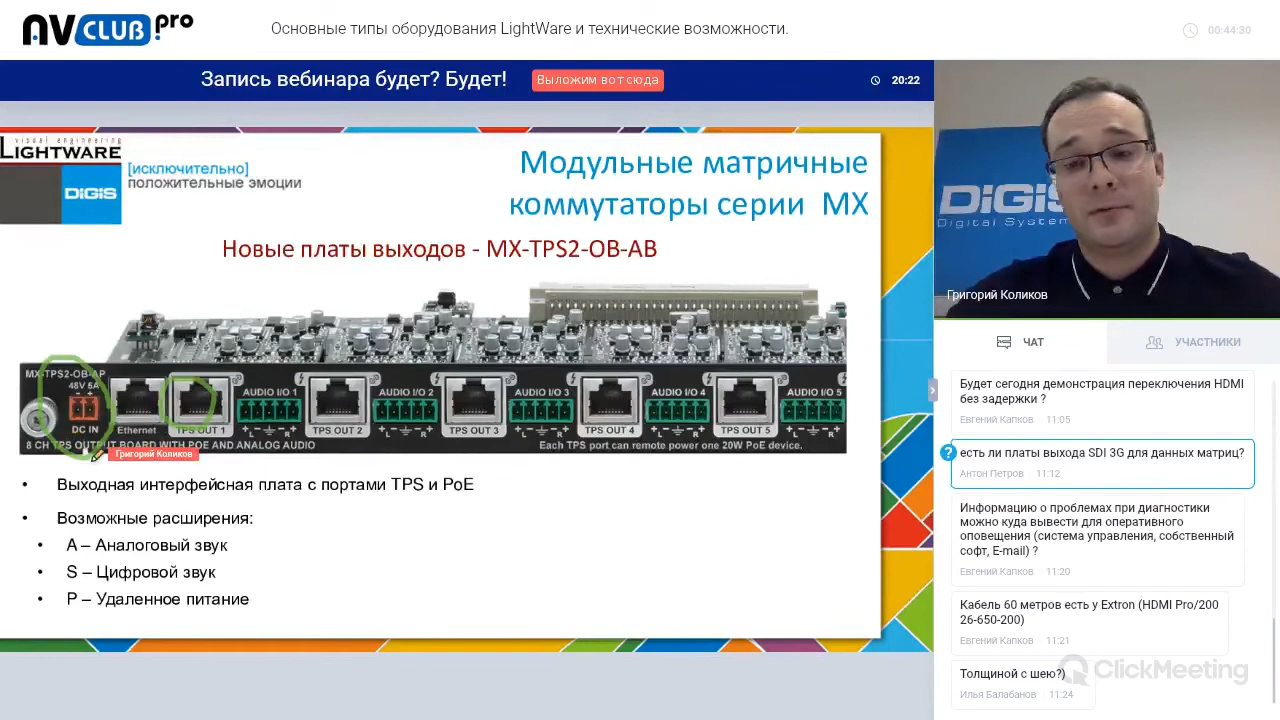 AVCLUB.pro
Основные типы оборудования LightWare и технические возможности.
00:44:30
Запись вебинара будет? Будет!
Выложим вот сюда
20:22
visual engineering
LIGHTWARE
DIGIS
[исключительно]
положительные эмоции
Модульные матричные
коммутаторы серии MX
Новые платы выходов - MX-TPS2-OB-AB
MX-TPS2-OB-AP
48V 5A
- +
DC IN
Ethernet
TPS OUT 1
AUDIO I/O 1
TPS OUT 2
AUDIO I/O 2
TPS OUT 3
AUDIO I/O 3
TPS OUT 4
AUDIO I/O 4
TPS OUT 5
AUDIO I/O 5
8 CH TPS OUTPUT BOARD WITH POE AND ANALOG AUDIO
Each TPS port can remote power one 20W PoE device.
Григорий Коликов
• Выходная интерфейсная плата с портами TPS и PoE
• Возможные расширения:
• A – Аналоговый звук
• S – Цифровой звук
• P – Удаленное питание
DIGIS
Digital System
Григорий Коликов
ЧАТ
УЧАСТНИКИ
Будет сегодня демонстрация переключения HDMI
без задержки ?
Евгений Капков 11:05
есть ли платы выхода SDI 3G для данных матриц?
Антон Петров 11:12
Информацию о проблемах при диагностики
можно куда вывести для оперативного
оповещения (система управления, собственный
софт, E-mail) ?
Евгений Капков 11:20
Кабель 60 метров есть у Extron (HDMI Pro/200
26-650-200)
Евгений Капков 11:21
Толщиной с шею?)
Илья Балабанов 11:24
ClickMeeting